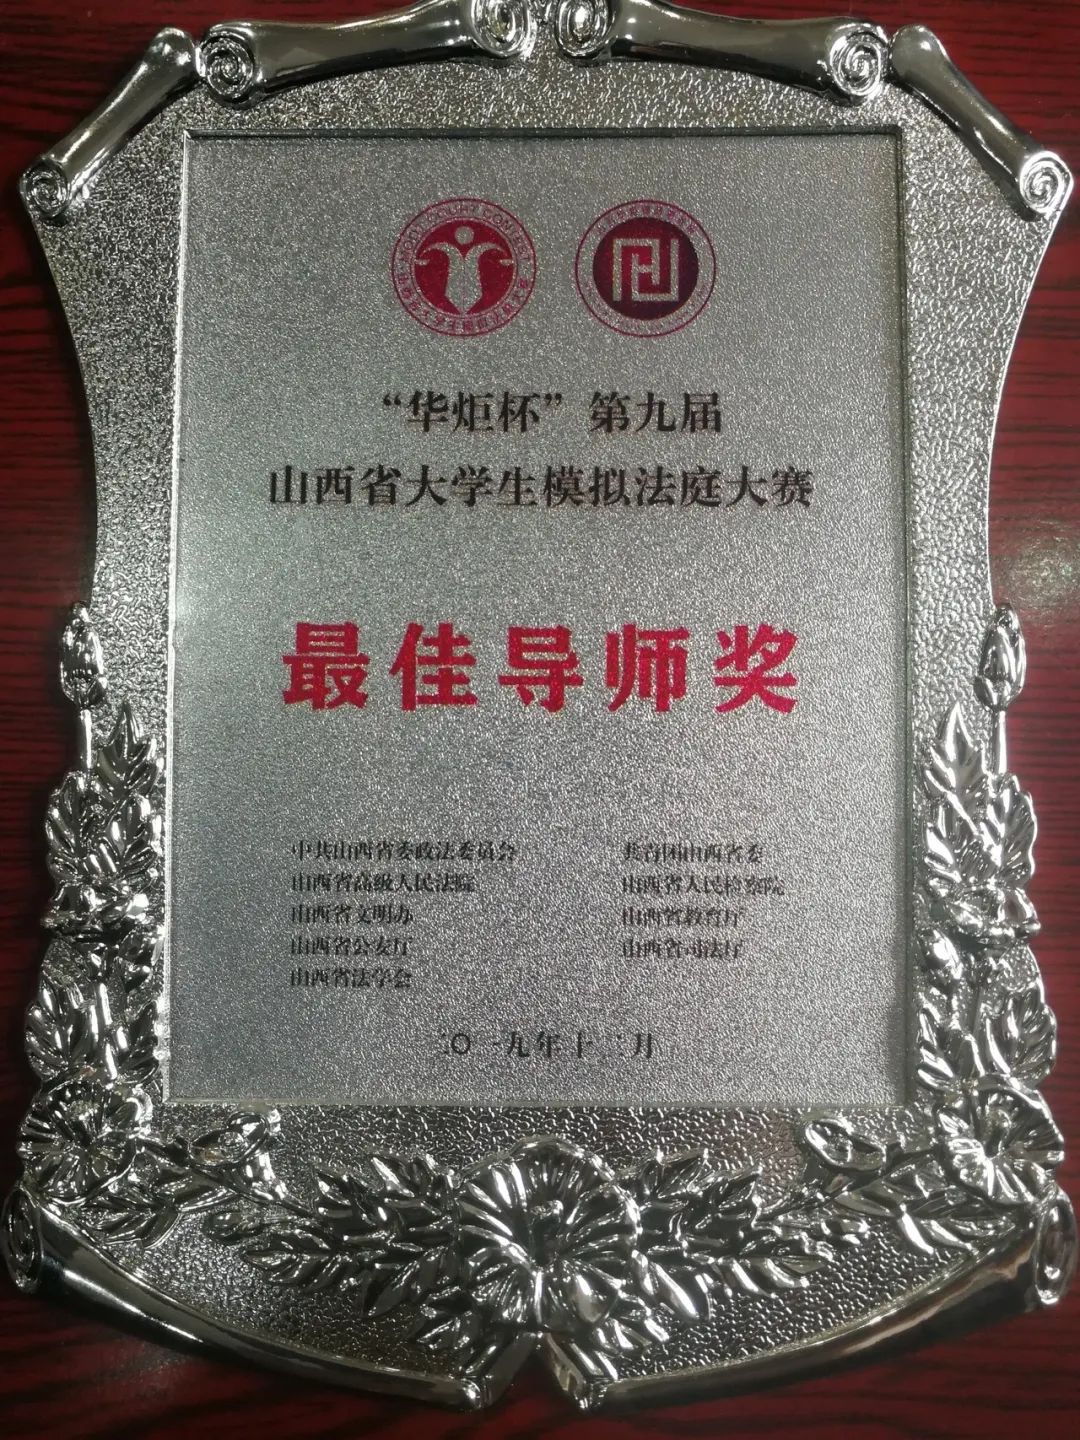 MODEL COURT CONTEST
“华炬杯”第九届
山西省大学生模拟法庭大赛
最佳导师奖
中共山西省委政法委员会
共青团山西省委
山西省高级人民法院
山西省人民检察院
山西省文明办
山西省教育厅
山西省公安厅
山西省司法厅
山西省法学会
二〇一九年十二月